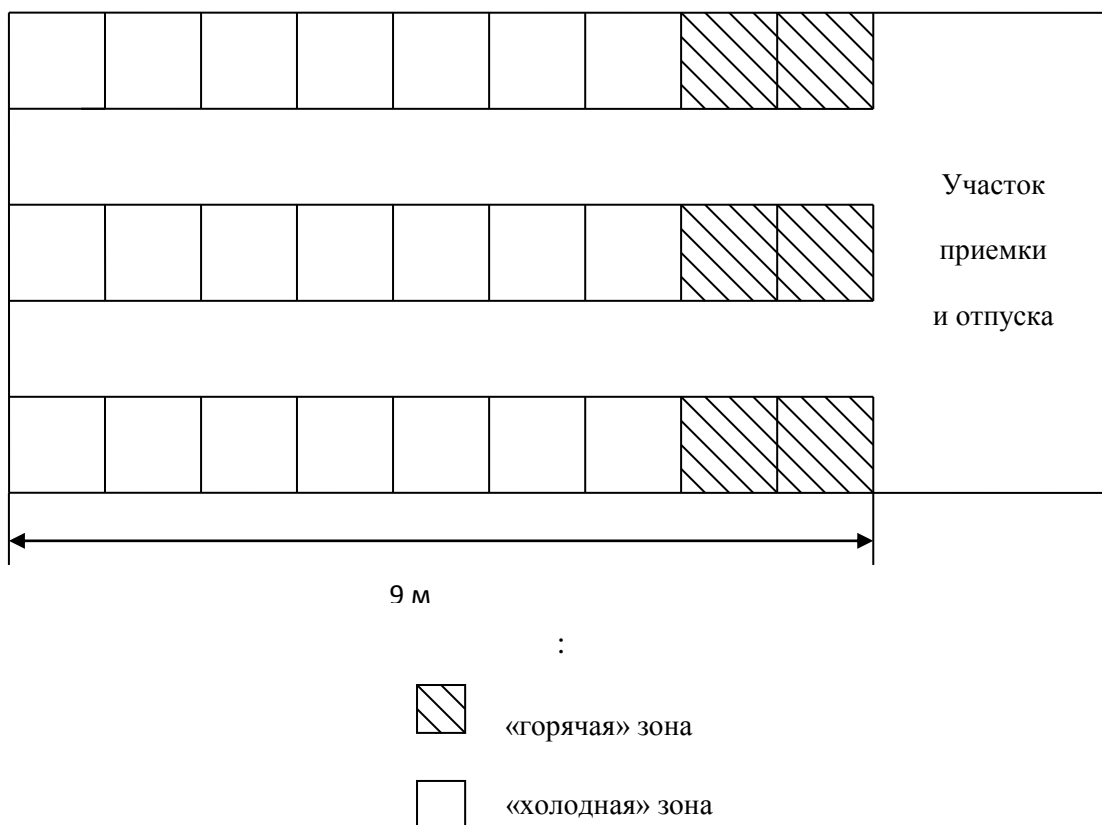 Участок
приемки
и отпуска
9 м
:
«горячая» зона
«холодная» зона